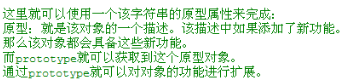 这里就可以使用一个该字符串的原型属性来完成：
原型：就是该对象的一个描述。该描述中如果添加了新功能。
那么该对象都会具备这些新功能。
而prototype就可以获取到这个原型对象。
通过prototype就可以对对象的功能进行扩展。